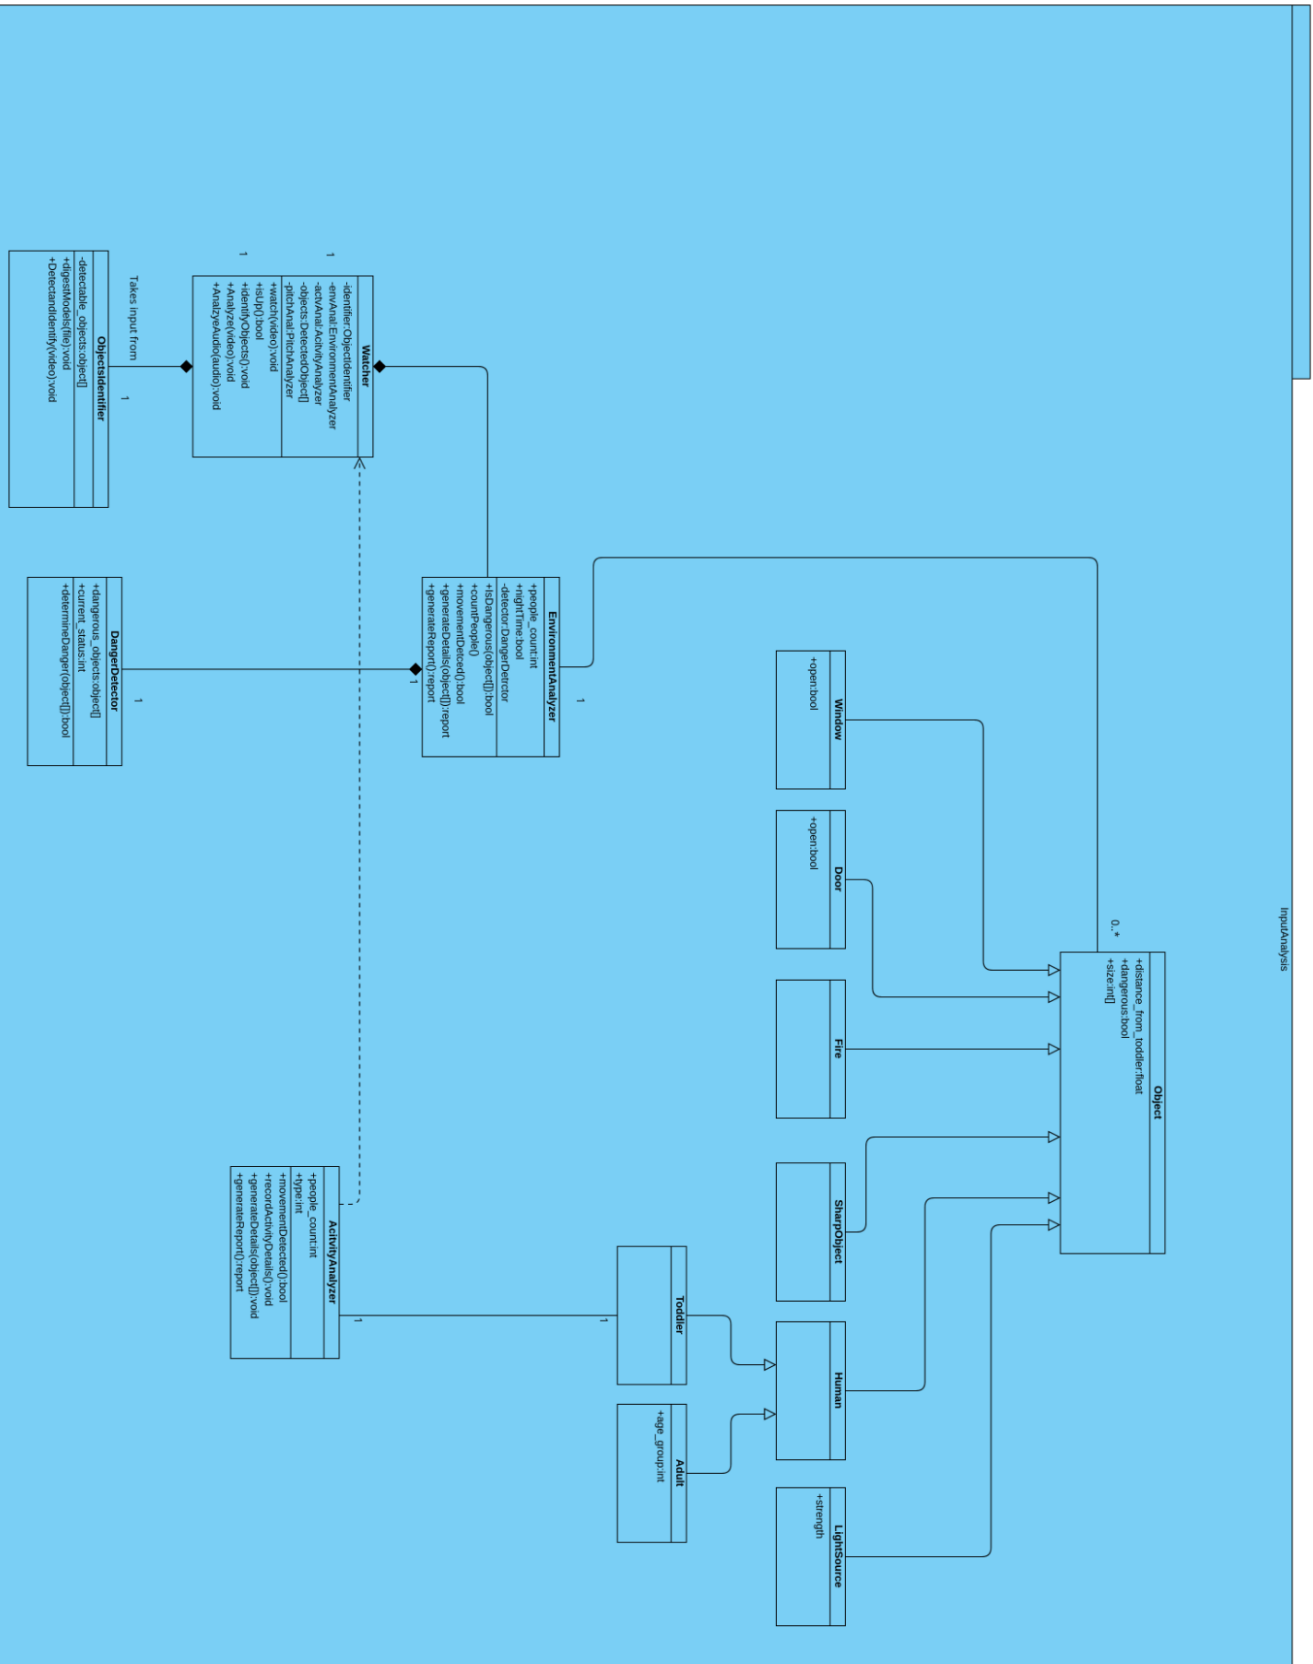 InputAnalysis
Object
+distance_from_toddler:float
+dangerous:bool
+size:int[]
0..*
Window
+open:bool
Door
+open:bool
Fire
SharpObject
Human
LightSource
+strength
Toddler
Adult
+age_group:int
1
1
EnvironmentAnalyzer
+people_count:int
+nightTime:bool
-detector:DangerDetrctor
+IsDangerous(object[]):bool
+countPeople()
+movementDetced():bool
+generateDetails(object[]):report
+generateReport():report
1
1
Watcher
-identifier:ObjectIdentifier
-envAnal:EnvironmentAnalyzer
-actvAnal:AcitvityAnalyzer
-objects:DetectedObject[]
-pitchAnal:PitchAnalyzer
+watch(video):void
+isUp():bool
+identifyObjects():void
+Analyze(video):void
+AnalzyeAudio(audio):void
1
1
AcitvityAnalyzer
+people_count:int
+type:int
+movementDetected():bool
+recordActivityDetails():void
+generateDetails(object[]):void
+generateReport():report
Takes input from
1
1
ObjectsIdentifier
-detectable_objects:object[]
+digestModels(file):void
+DetectandIdentify(video):void
DangerDetector
+dangerous_objects:object[]
+current_status:int
+determineDanger(object[]):bool